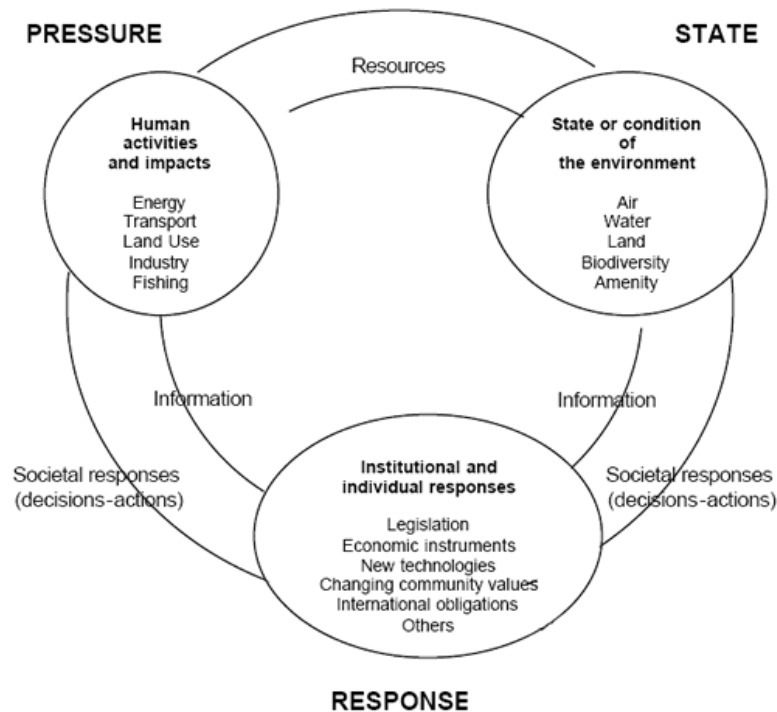 PRESSURE
STATE
Resources
Human
activities
and impacts
Energy
Transport
Land Use
Industry
Fishing
State or condition
of
the environment
Air
Water
Land
Biodiversity
Amenity
Information
Information
Societal responses
(decisions-actions)
Societal responses
(decisions-actions)
Institutional and
individual responses
Legislation
Economic instruments
New technologies
Changing community values
International obligations
Others
RESPONSE